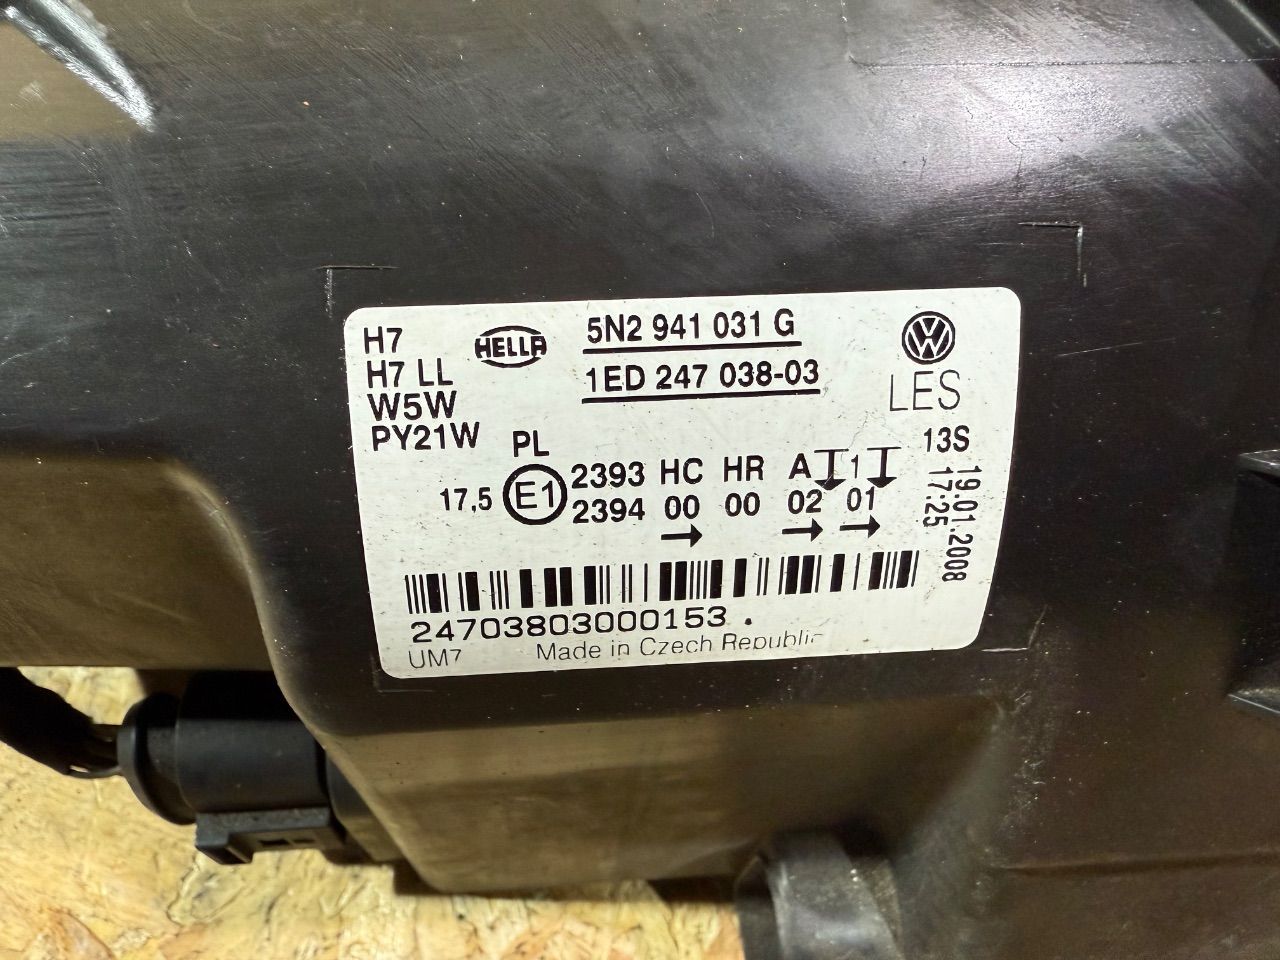 H7
H7 LL
W5W
PY21W
HELLA
5N2 941 031 G
1ED 247 038-03
VW
LES
13S
PL
17,5 E1
2393 HC HR A 1
2394 00 00 02 01
→ → →
19.01.2008
17:25
24703803000153.
UM7 Made in Czech Republic